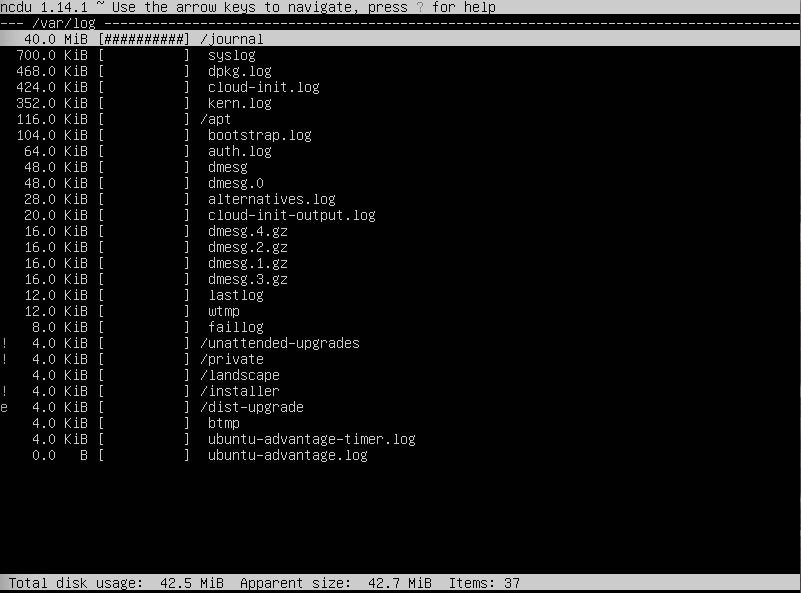 ncdu 1.14.1 ~ Use the arrow keys to navigate, press ? for help
--- /var/log ---------------------------------------------------------------------------------------
   40.0 MiB [##########] /journal
  700.0 KiB [          ]  syslog
  468.0 KiB [          ]  dpkg.log
  424.0 KiB [          ]  cloud-init.log
  352.0 KiB [          ]  kern.log
  116.0 KiB [          ] /apt
  104.0 KiB [          ]  bootstrap.log
   64.0 KiB [          ]  auth.log
   48.0 KiB [          ]  dmesg
   48.0 KiB [          ]  dmesg.0
   28.0 KiB [          ]  alternatives.log
   20.0 KiB [          ]  cloud-init-output.log
   16.0 KiB [          ]  dmesg.4.gz
   16.0 KiB [          ]  dmesg.2.gz
   16.0 KiB [          ]  dmesg.1.gz
   16.0 KiB [          ]  dmesg.3.gz
   12.0 KiB [          ]  lastlog
   12.0 KiB [          ]  wtmp
    8.0 KiB [          ]  faillog
!   4.0 KiB [          ] /unattended-upgrades
!   4.0 KiB [          ] /private
    4.0 KiB [          ] /landscape
!   4.0 KiB [          ] /installer
e   4.0 KiB [          ] /dist-upgrade
    4.0 KiB [          ]  btmp
    4.0 KiB [          ]  ubuntu-advantage-timer.log
    0.0   B [          ]  ubuntu-advantage.log
 Total disk usage:  42.5 MiB  Apparent size:  42.7 MiB  Items: 37